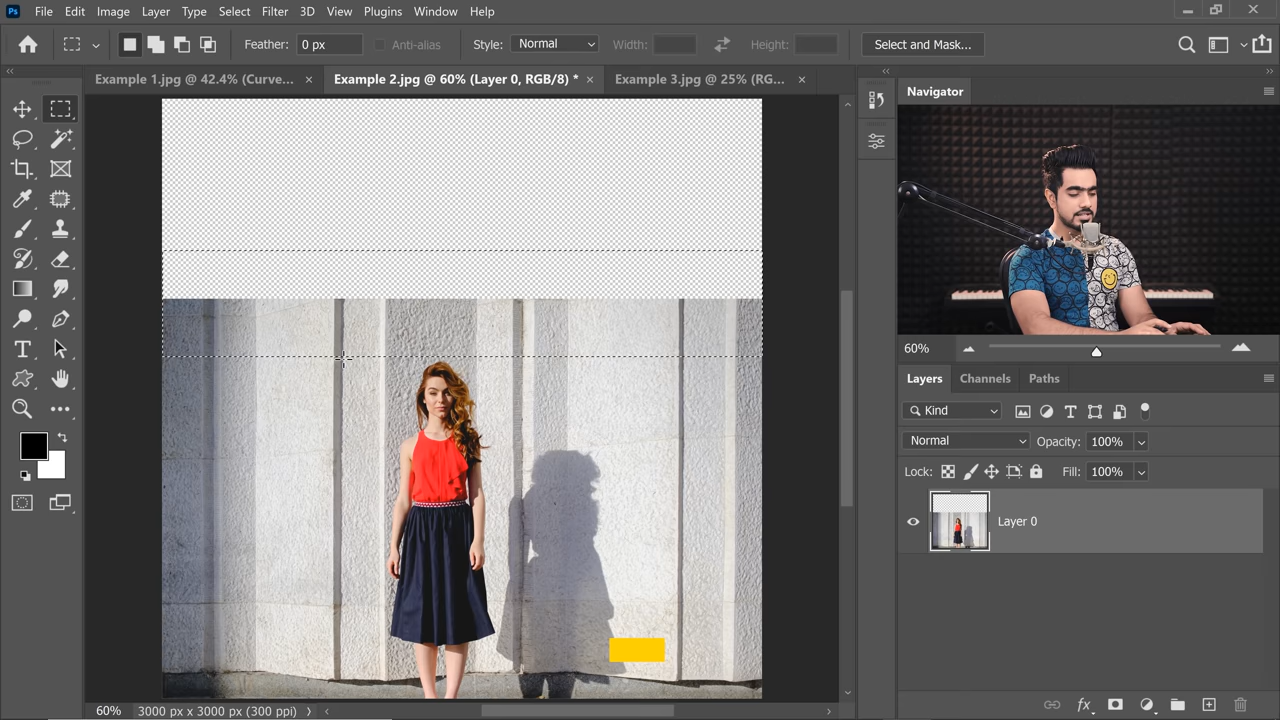 Ps File Edit Image Layer Type Select Filter 3D View Plugins Window Help
Feather: 0 px Anti-alias Style: Normal Width: Height: Select and Mask...
Example 1.jpg @ 42.4% (Curve... × Example 2.jpg @ 60% (Layer 0, RGB/8) * × Example 3.jpg @ 25% (RG... ×
Navigator
60%
Layers Channels Paths
Kind
Normal Opacity: 100%
Lock: Fill: 100%
Layer 0
60% 3000 px x 3000 px (300 ppi)